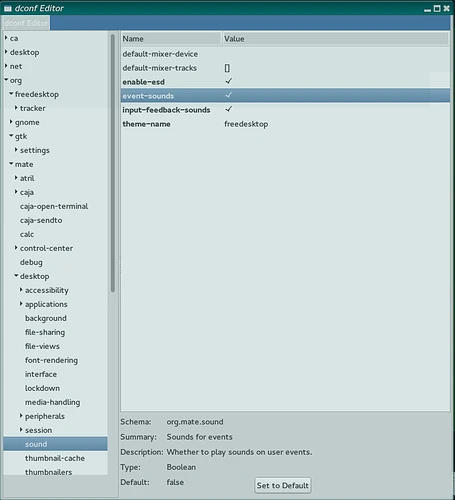 dconf Editor
dconf Editor
ca
desktop
net
org
freedesktop
tracker
gnome
gtk
settings
mate
atril
caja
caja-open-terminal
caja-sendto
calc
control-center
debug
desktop
accessibility
applications
background
file-sharing
file-views
font-rendering
interface
lockdown
media-handling
peripherals
session
sound
thumbnail-cache
thumbnailers
Name Value
default-mixer-device
default-mixer-tracks []
enable-esd ✓
event-sounds ✓
input-feedback-sounds ✓
theme-name freedesktop
Schema: org.mate.sound
Summary: Sounds for events
Description: Whether to play sounds on user events.
Type: Boolean
Default: false
Set to Default